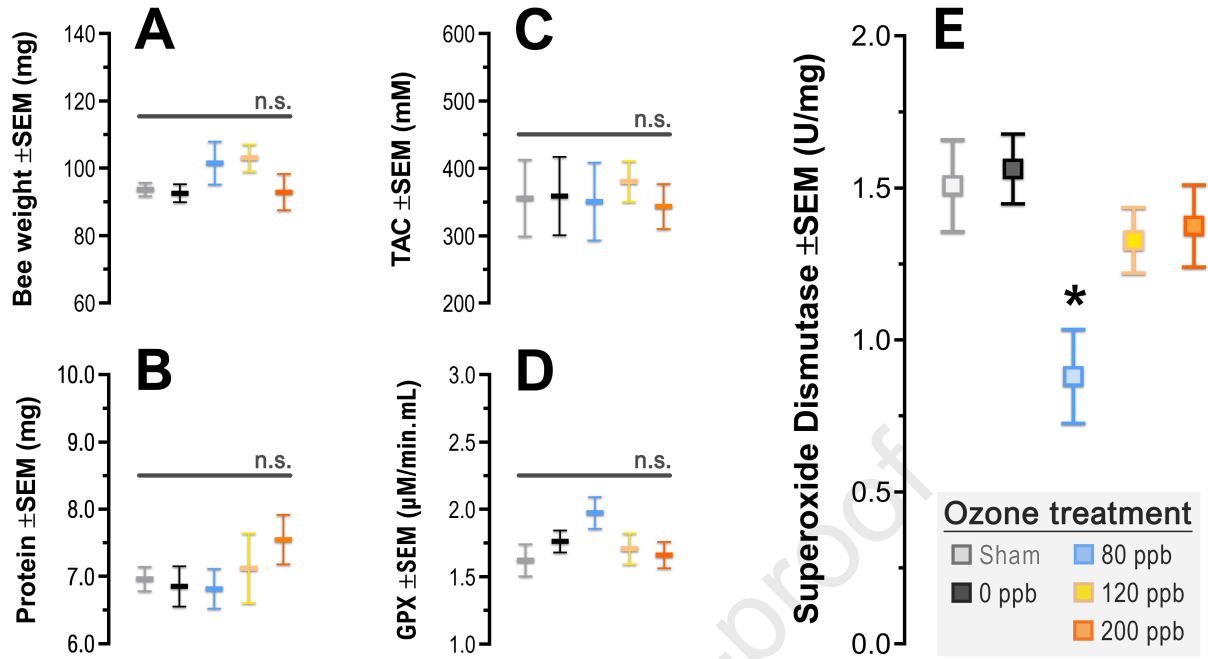 A
Bee weight ±SEM (mg)
140
120
100
80
60
n.s.
B
Protein ±SEM (mg)
10.0
9.0
8.0
7.0
6.0
n.s.
C
TAC ±SEM (mM)
600
500
400
300
200
n.s.
D
GPX ±SEM (µM/min.mL)
3.0
2.5
2.0
1.5
1.0
n.s.
E
Superoxide Dismutase ±SEM (U/mg)
2.0
1.5
1.0
0.5
0.0
*
Ozone treatment
Sham
0 ppb
80 ppb
120 ppb
200 ppb
proof